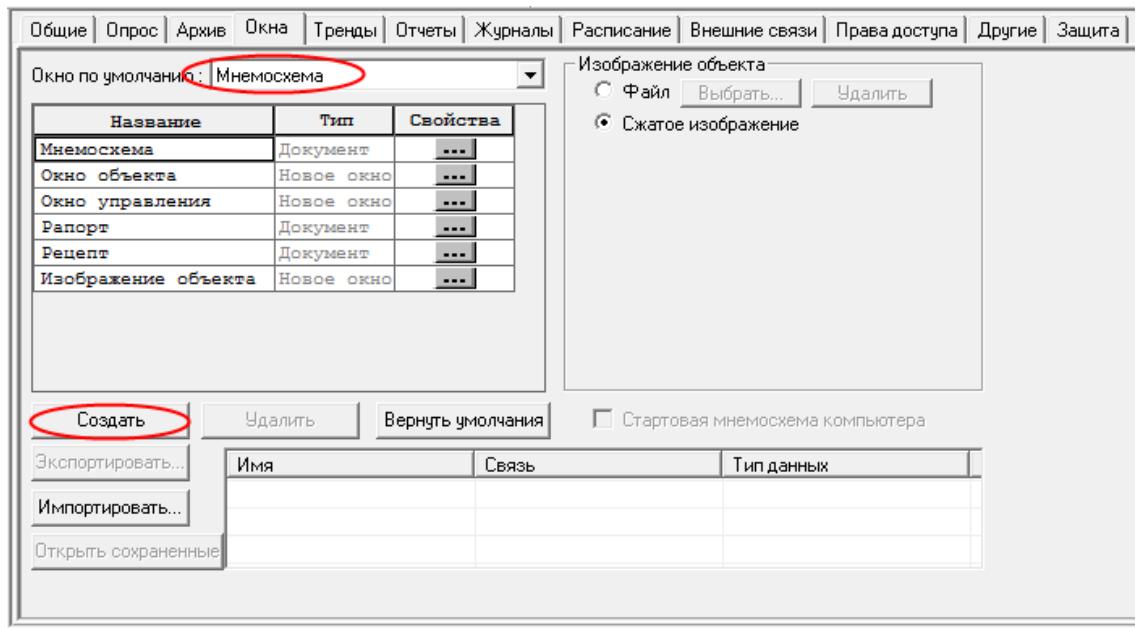 Общие Опрос Архив Окна Тренды Отчеты Журналы Расписание Внешние связи Права доступа Другие Защита
Окно по умолчанию : Мнемосхема
Изображение объекта
Файл Выбрать... Удалить
Сжатое изображение
Название Тип Свойства
Мнемосхема Документ ...
Окно объекта Новое окно ...
Окно управления Новое окно ...
Рапорт Документ ...
Рецепт Документ ...
Изображение объекта Новое окно ...
Создать Удалить Вернуть умолчания Стартовая мнемосхема компьютера
Экспортировать...
Имя Связь Тип данных
Импортировать...
Открыть сохраненные